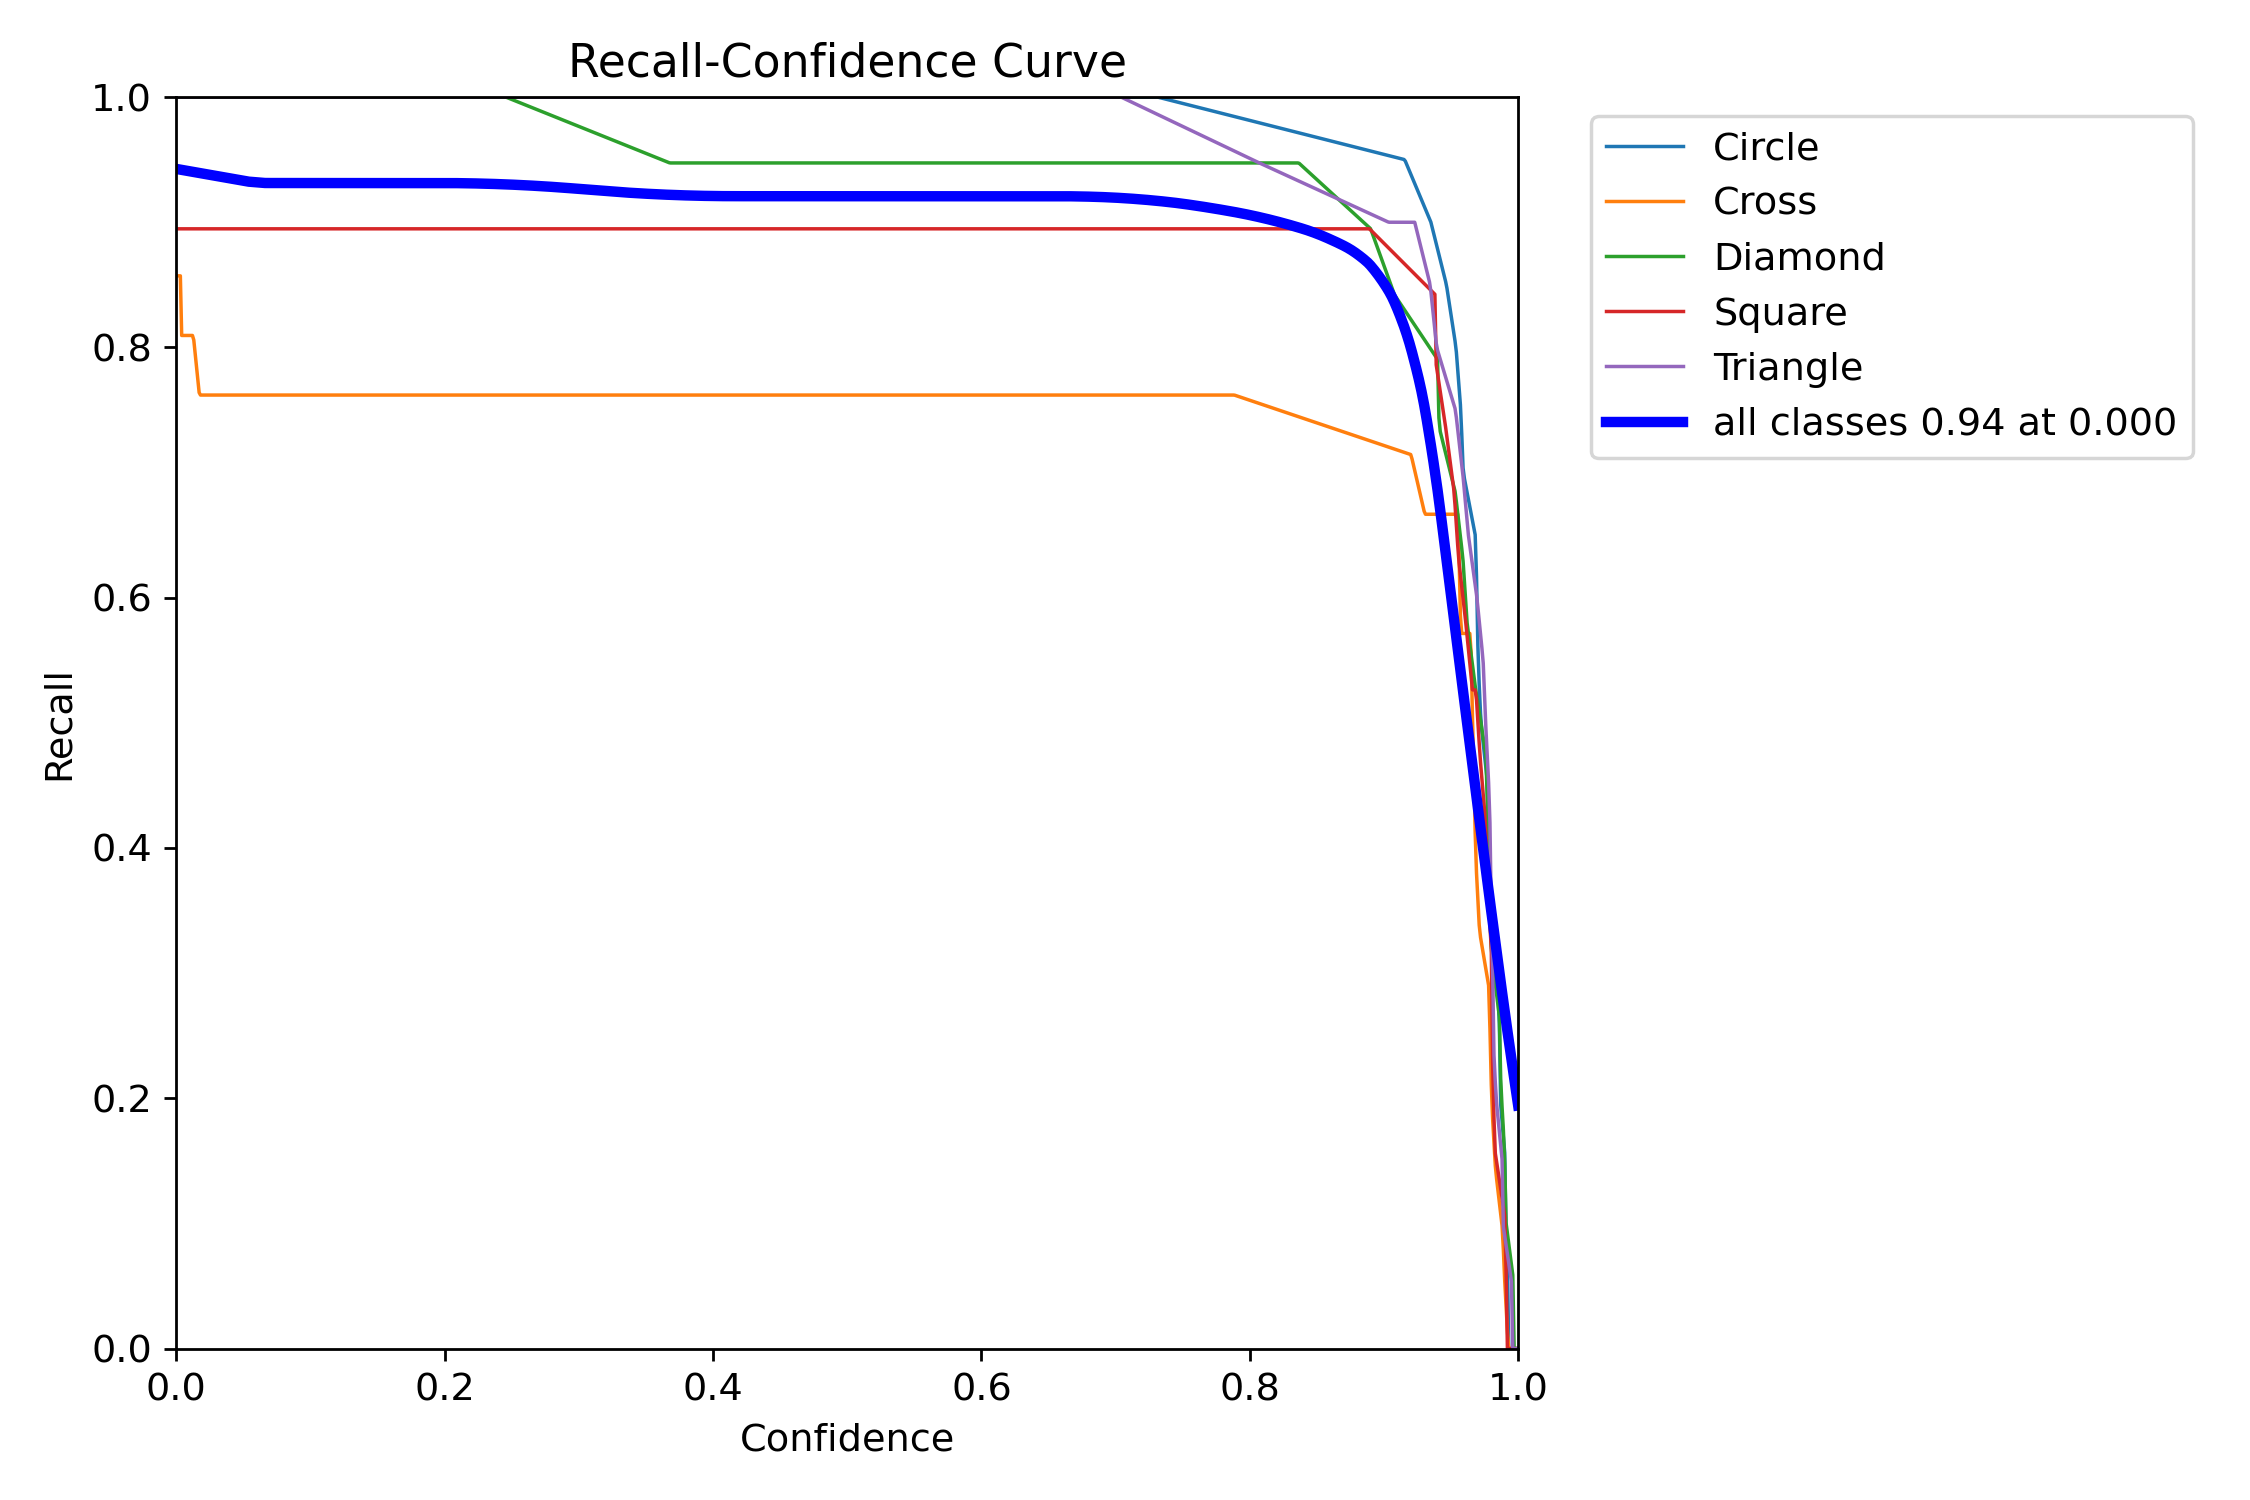 Recall-Confidence Curve
1.0
0.8
0.6
0.4
0.2
0.0
Recall
0.0 0.2 0.4 0.6 0.8 1.0
Confidence
Circle
Cross
Diamond
Square
Triangle
all classes 0.94 at 0.000